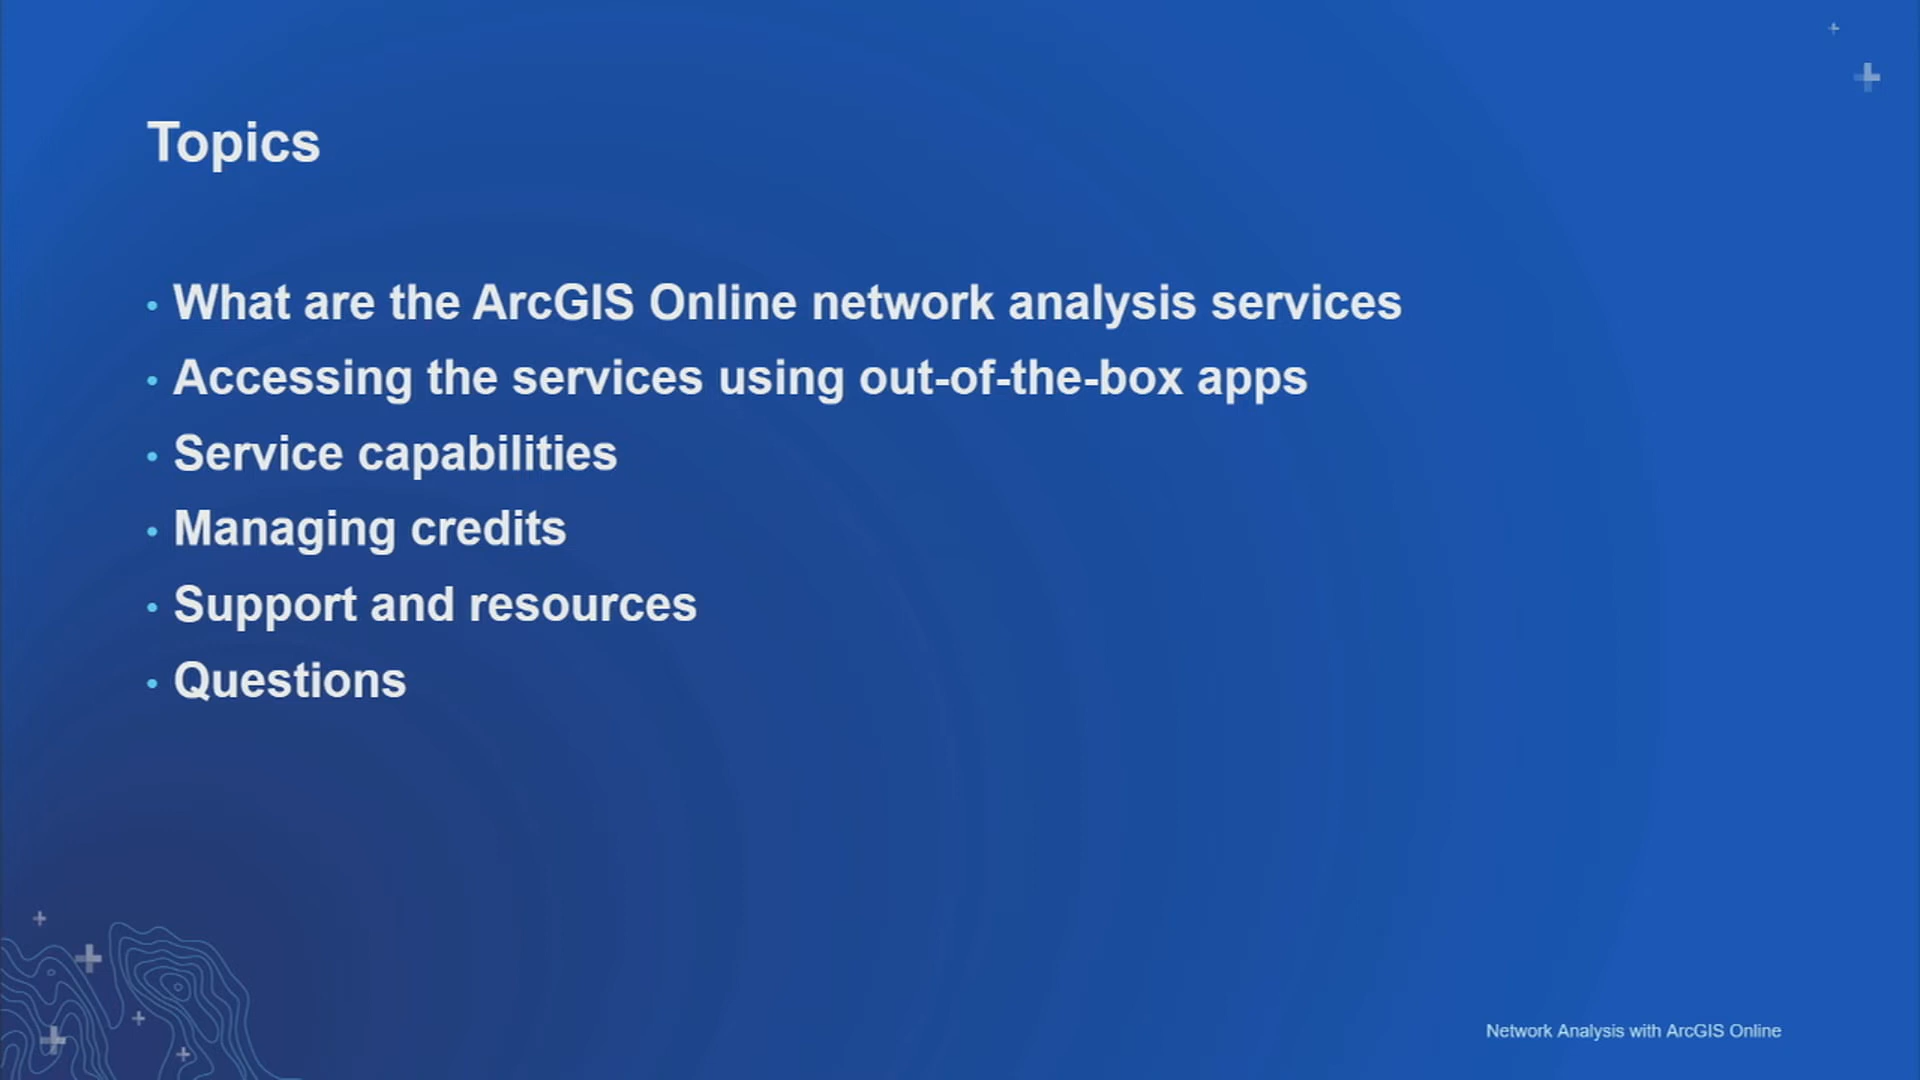 Topics
• What are the ArcGIS Online network analysis services
• Accessing the services using out-of-the-box apps
• Service capabilities
• Managing credits
• Support and resources
• Questions
Network Analysis with ArcGIS Online